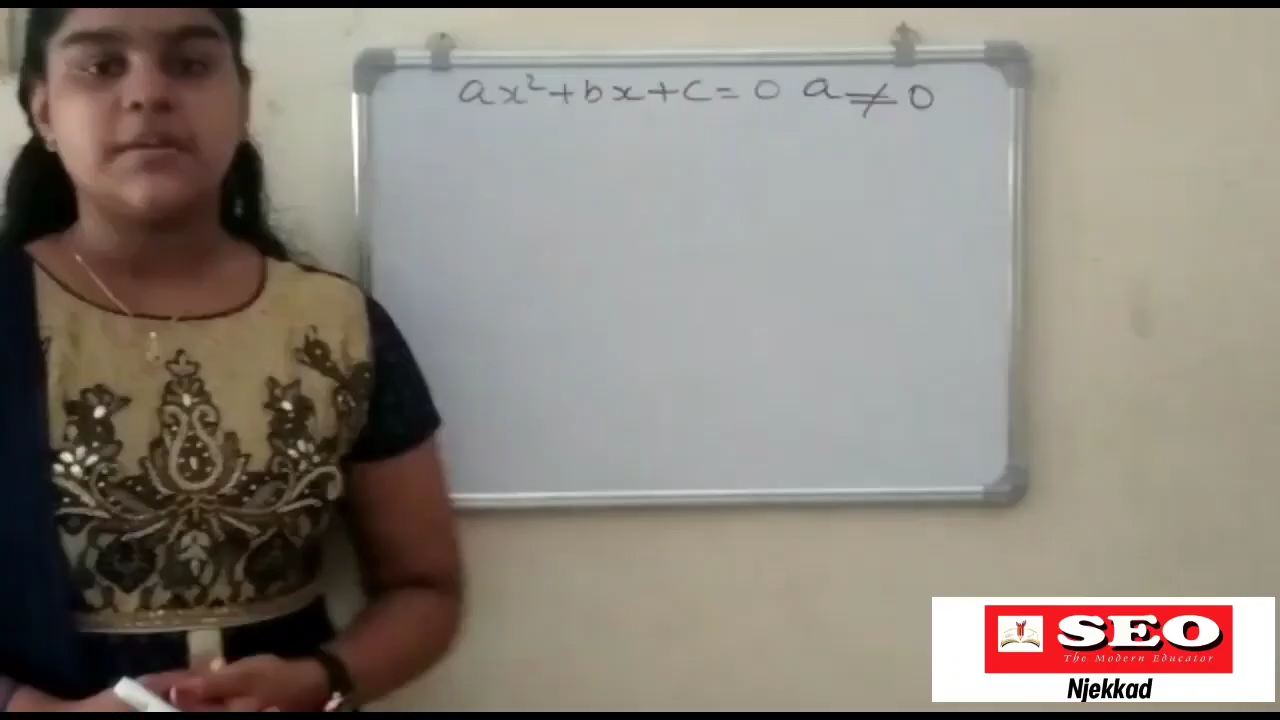 ax²+bx+c=0 a≠0
SEO
The Modern Educator
Njekkad